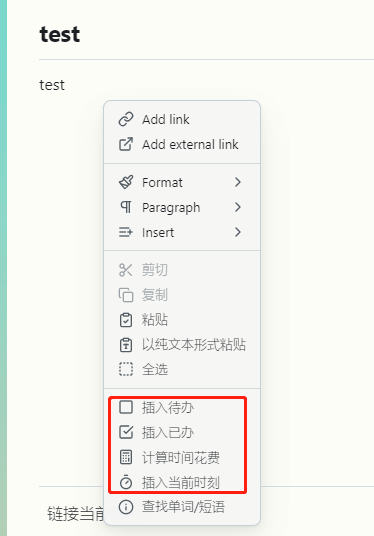 test
test
Add link
Add external link
Format
Paragraph
Insert
剪切
复制
粘贴
以纯文本形式粘贴
全选
插入待办
插入已办
计算时间花费
插入当前时刻
查找单词/短语
链接当前